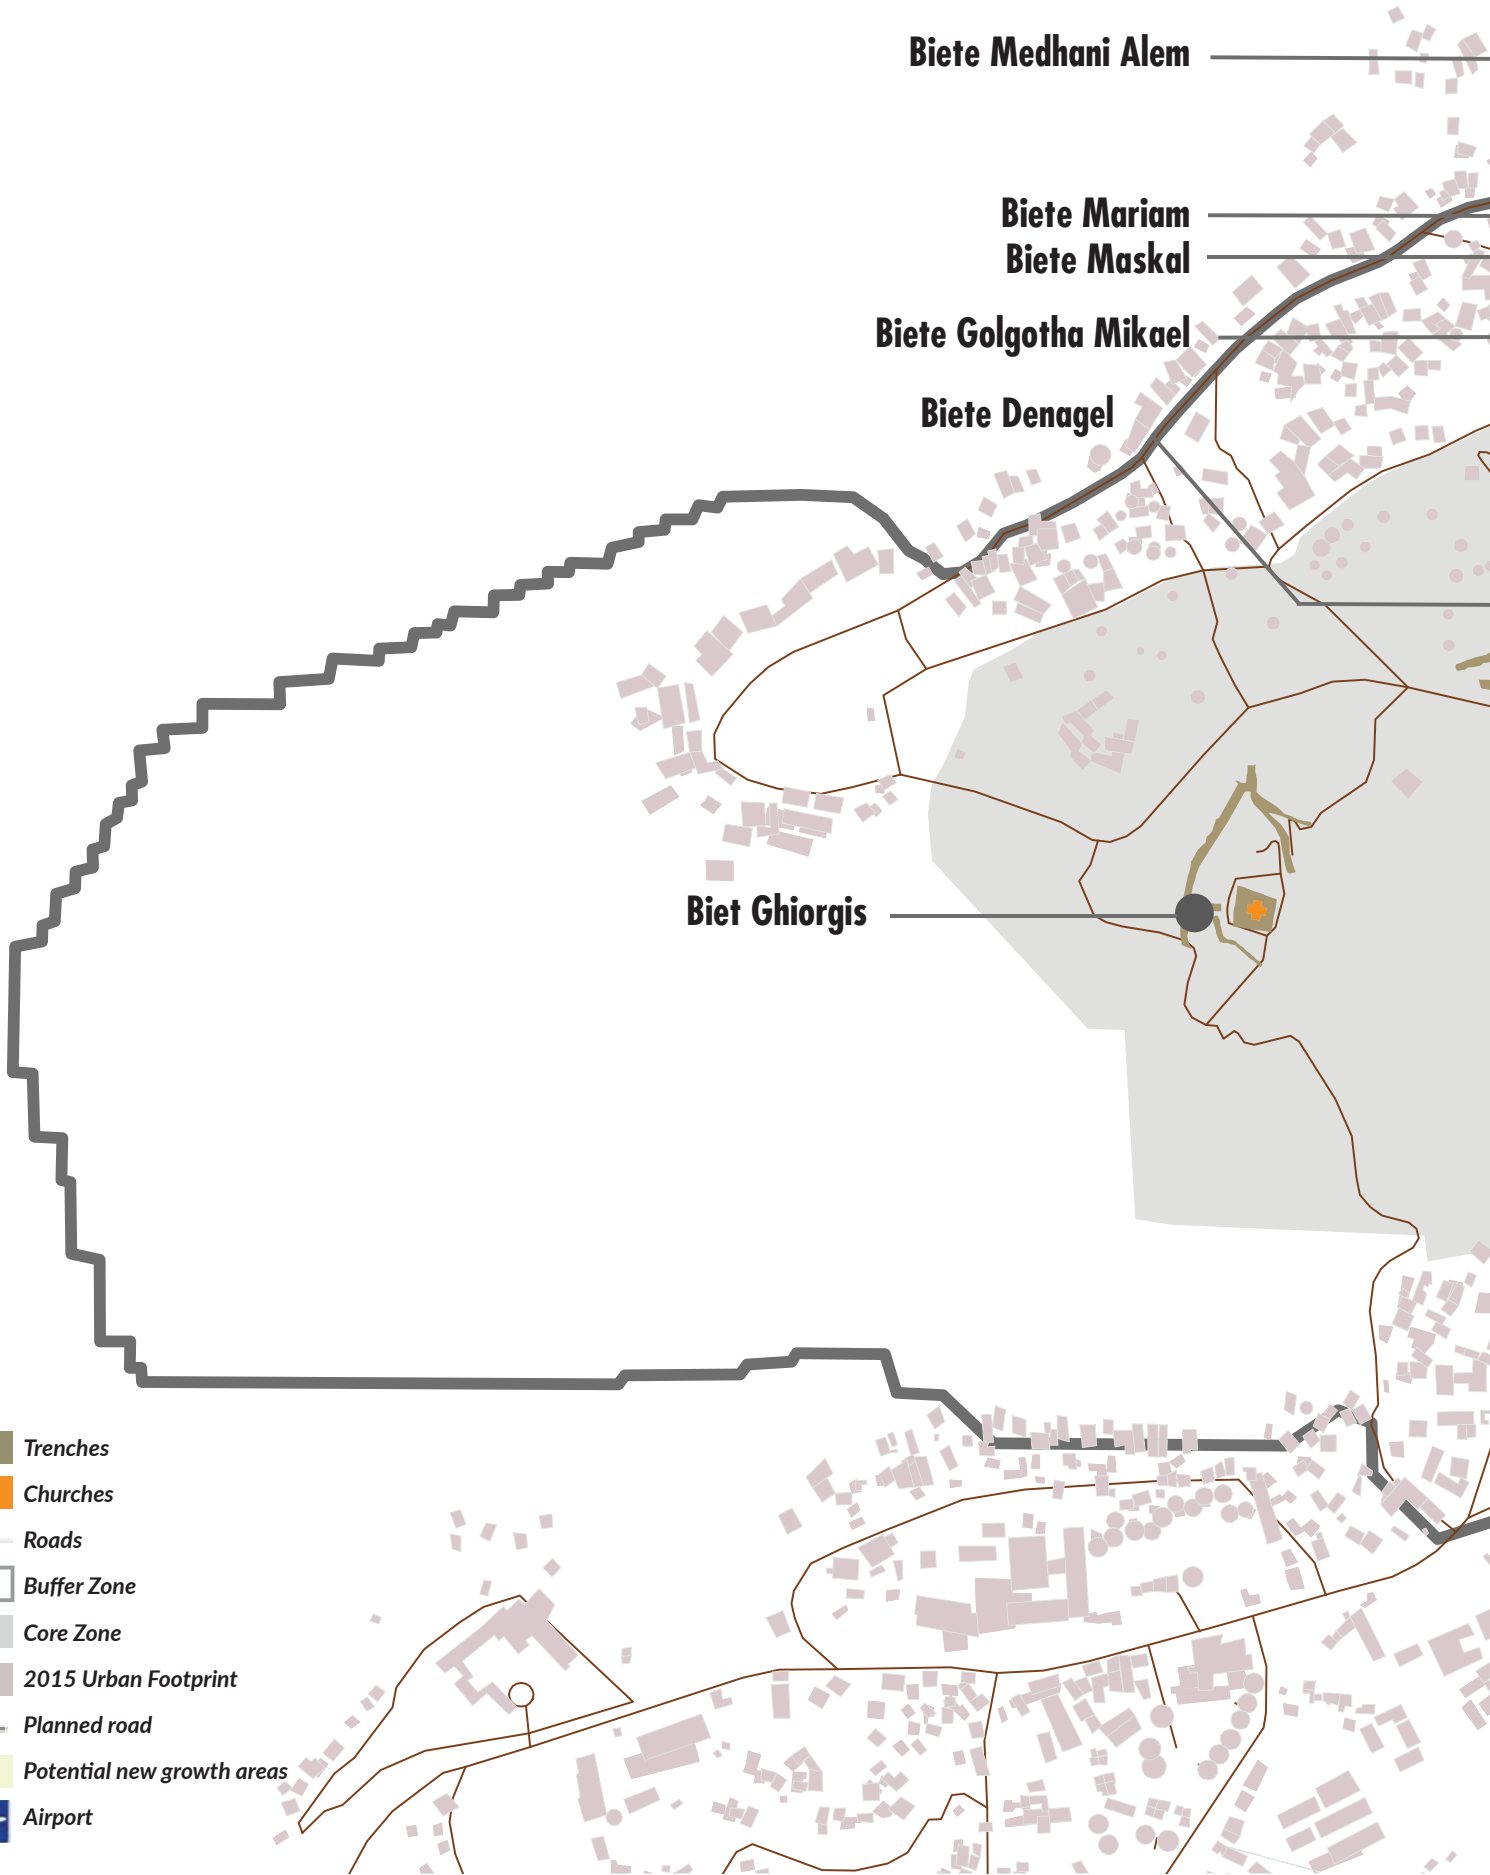 Biete Medhani Alem
Biete Mariam
Biete Maskal
Biete Golgotha Mikael
Biete Denagel
Biet Ghiorgis
Trenches
Churches
Roads
Buffer Zone
Core Zone
2015 Urban Footprint
Planned road
Potential new growth areas
Airport